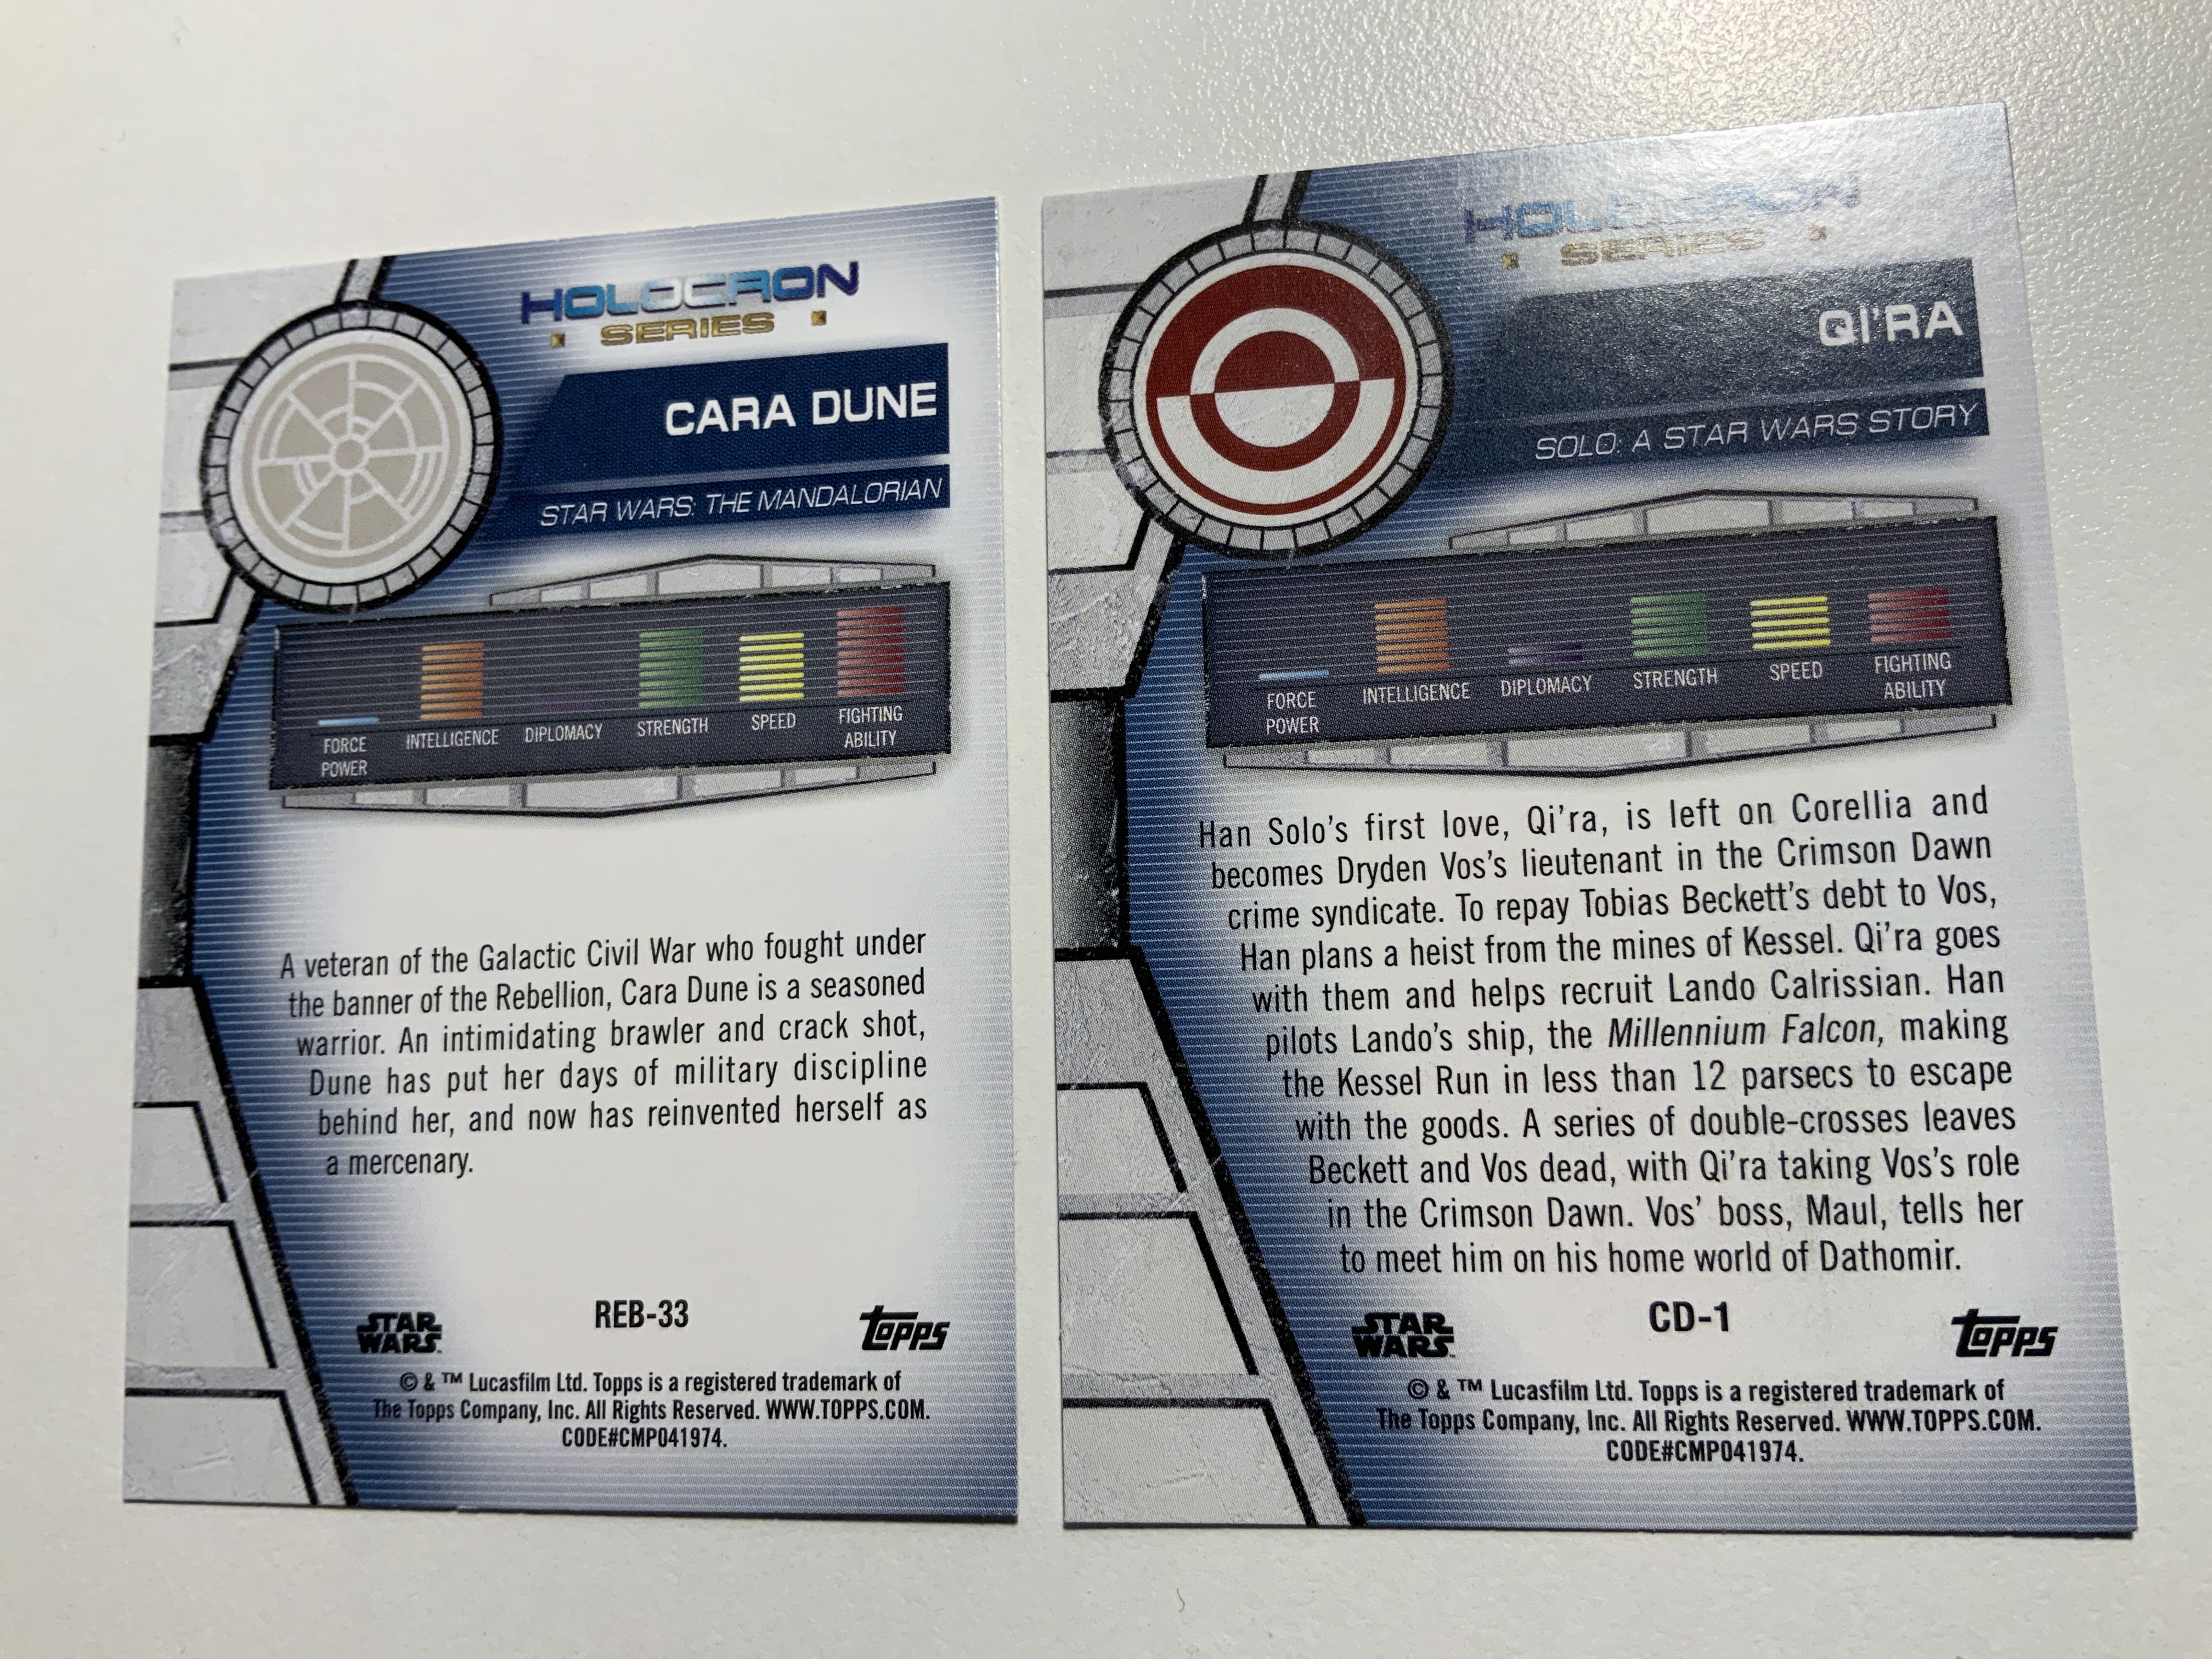 HOLOCRON
SERIES
CARA DUNE
STAR WARS: THE MANDALORIAN
FORCE POWER
INTELLIGENCE
DIPLOMACY
STRENGTH
SPEED
FIGHTING ABILITY
A veteran of the Galactic Civil War who fought under
the banner of the Rebellion, Cara Dune is a seasoned
warrior. An intimidating brawler and crack shot,
Dune has put her days of military discipline
behind her, and now has reinvented herself as
a mercenary.
STAR WARS
REB-33
topps
© & ™ Lucasfilm Ltd. Topps is a registered trademark of
The Topps Company, Inc. All Rights Reserved. WWW.TOPPS.COM.
CODE#CMP041974.
HOLOCRON
SERIES
QI'RA
SOLO: A STAR WARS STORY
FORCE POWER
INTELLIGENCE
DIPLOMACY
STRENGTH
SPEED
FIGHTING ABILITY
Han Solo's first love, Qi'ra, is left on Corellia and
becomes Dryden Vos's lieutenant in the Crimson Dawn
crime syndicate. To repay Tobias Beckett's debt to Vos,
Han plans a heist from the mines of Kessel. Qi'ra goes
with them and helps recruit Lando Calrissian. Han
pilots Lando's ship, the Millennium Falcon, making
the Kessel Run in less than 12 parsecs to escape
with the goods. A series of double-crosses leaves
Beckett and Vos dead, with Qi'ra taking Vos's role
in the Crimson Dawn. Vos' boss, Maul, tells her
to meet him on his home world of Dathomir.
STAR WARS
CD-1
topps
© & ™ Lucasfilm Ltd. Topps is a registered trademark of
The Topps Company, Inc. All Rights Reserved. WWW.TOPPS.COM.
CODE#CMP041974.